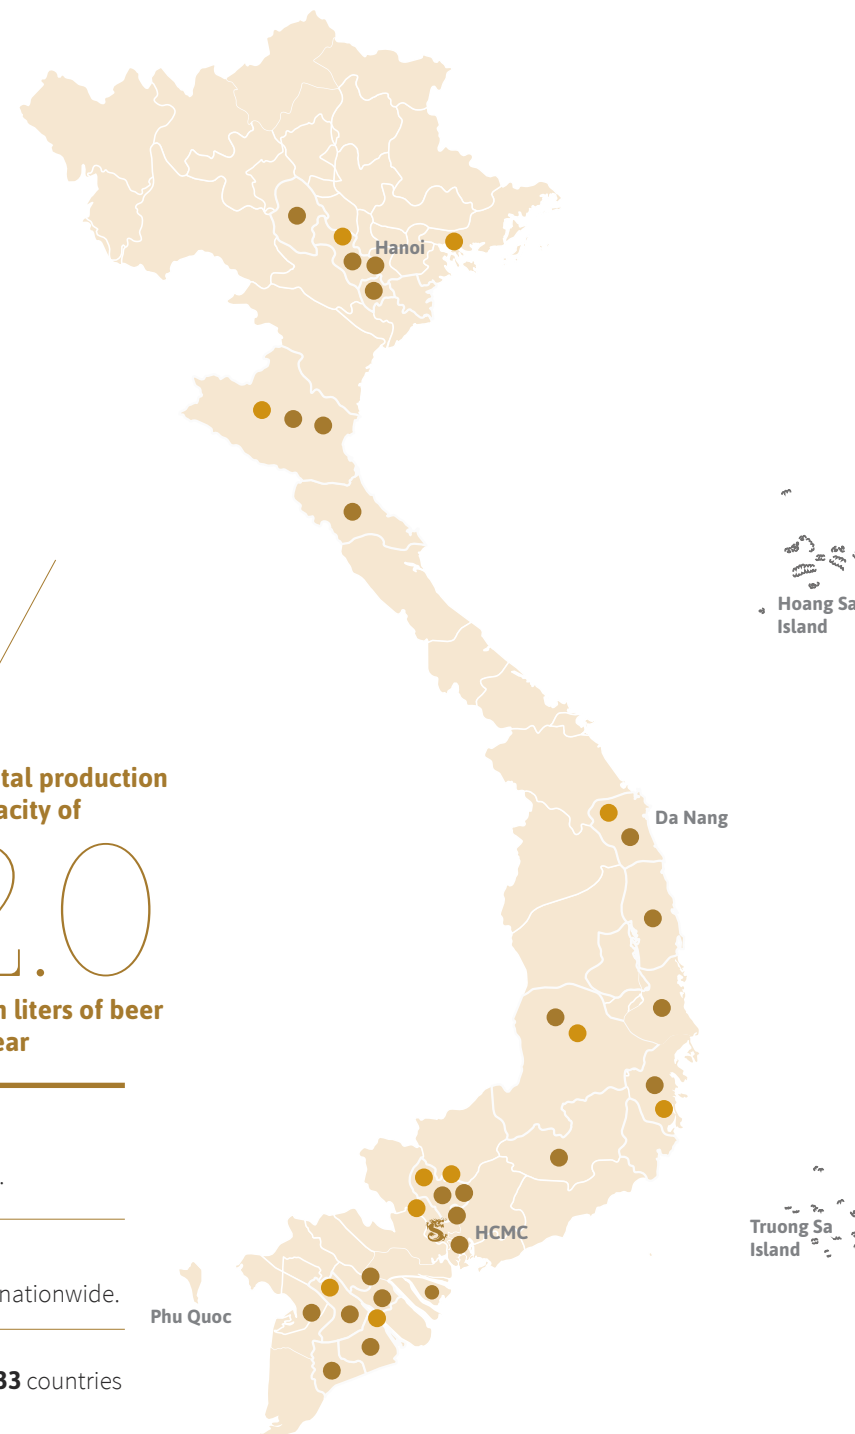 Hanoi
Hoang Sa
Island
tal production
acity of
2.0
n liters of beer
ear
Da Nang
.
nationwide.
33 countries
HCMC
Truong Sa
Island
Phu Quoc